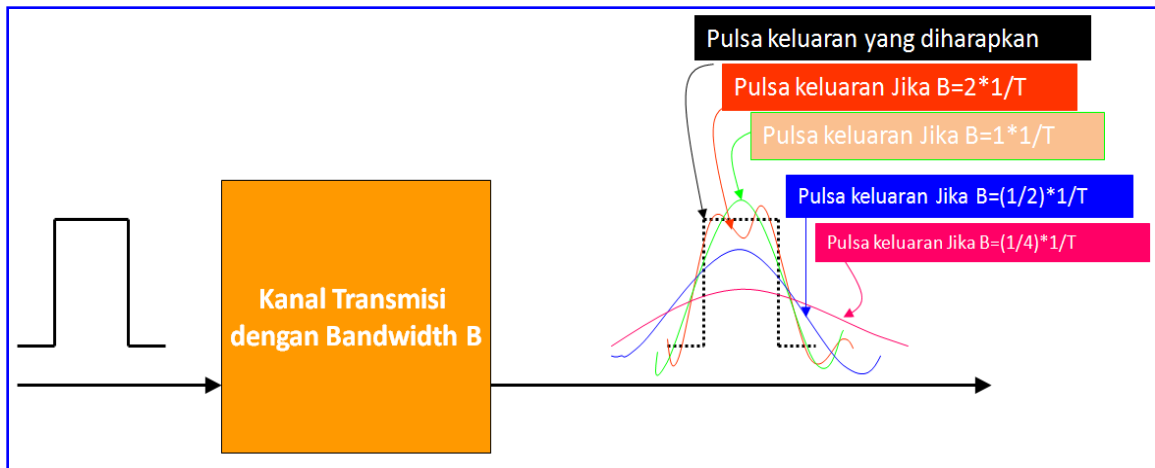 Pulsa keluaran yang diharapkan
Pulsa keluaran Jika B=2*1/T
Pulsa keluaran Jika B=1*1/T
Pulsa keluaran Jika B=(1/2)*1/T
Pulsa keluaran Jika B=(1/4)*1/T
Kanal Transmisi
dengan Bandwidth B